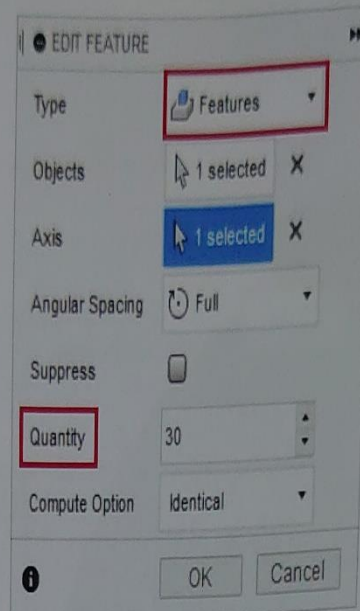 EDIT FEATURE
Type Features
Objects 1 selected
Axis 1 selected
Angular Spacing Full
Suppress
Quantity 30
Compute Option Identical
OK Cancel